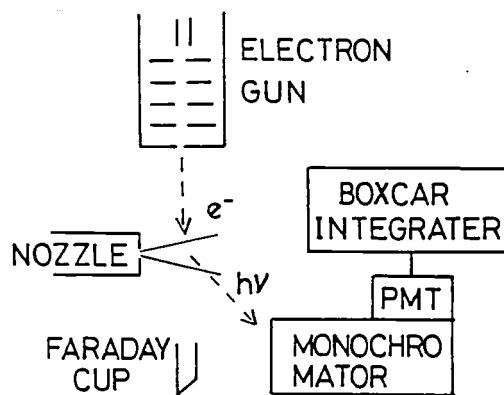 ELECTRON
GUN
e⁻
BOXCAR
INTEGRATER
NOZZLE
hν
PMT
FARADAY
CUP
MONOCHRO
MATOR